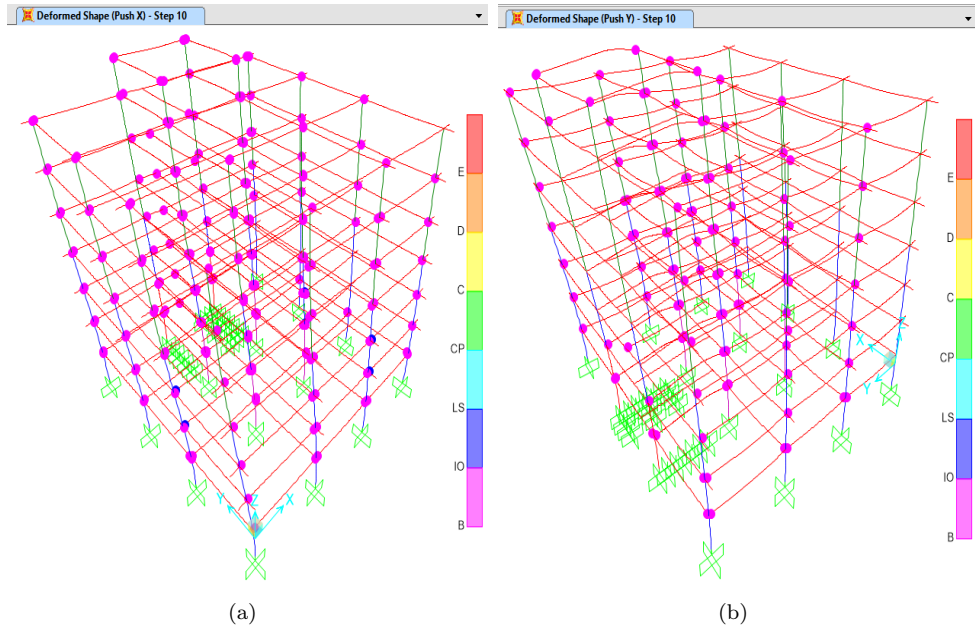 Deformed Shape (Push X) - Step 10
E
D
C
CP
LS
IO
B
Y
Z
X
(a)
Deformed Shape (Push Y) - Step 10
E
D
C
CP
LS
IO
B
X
Y
(b)